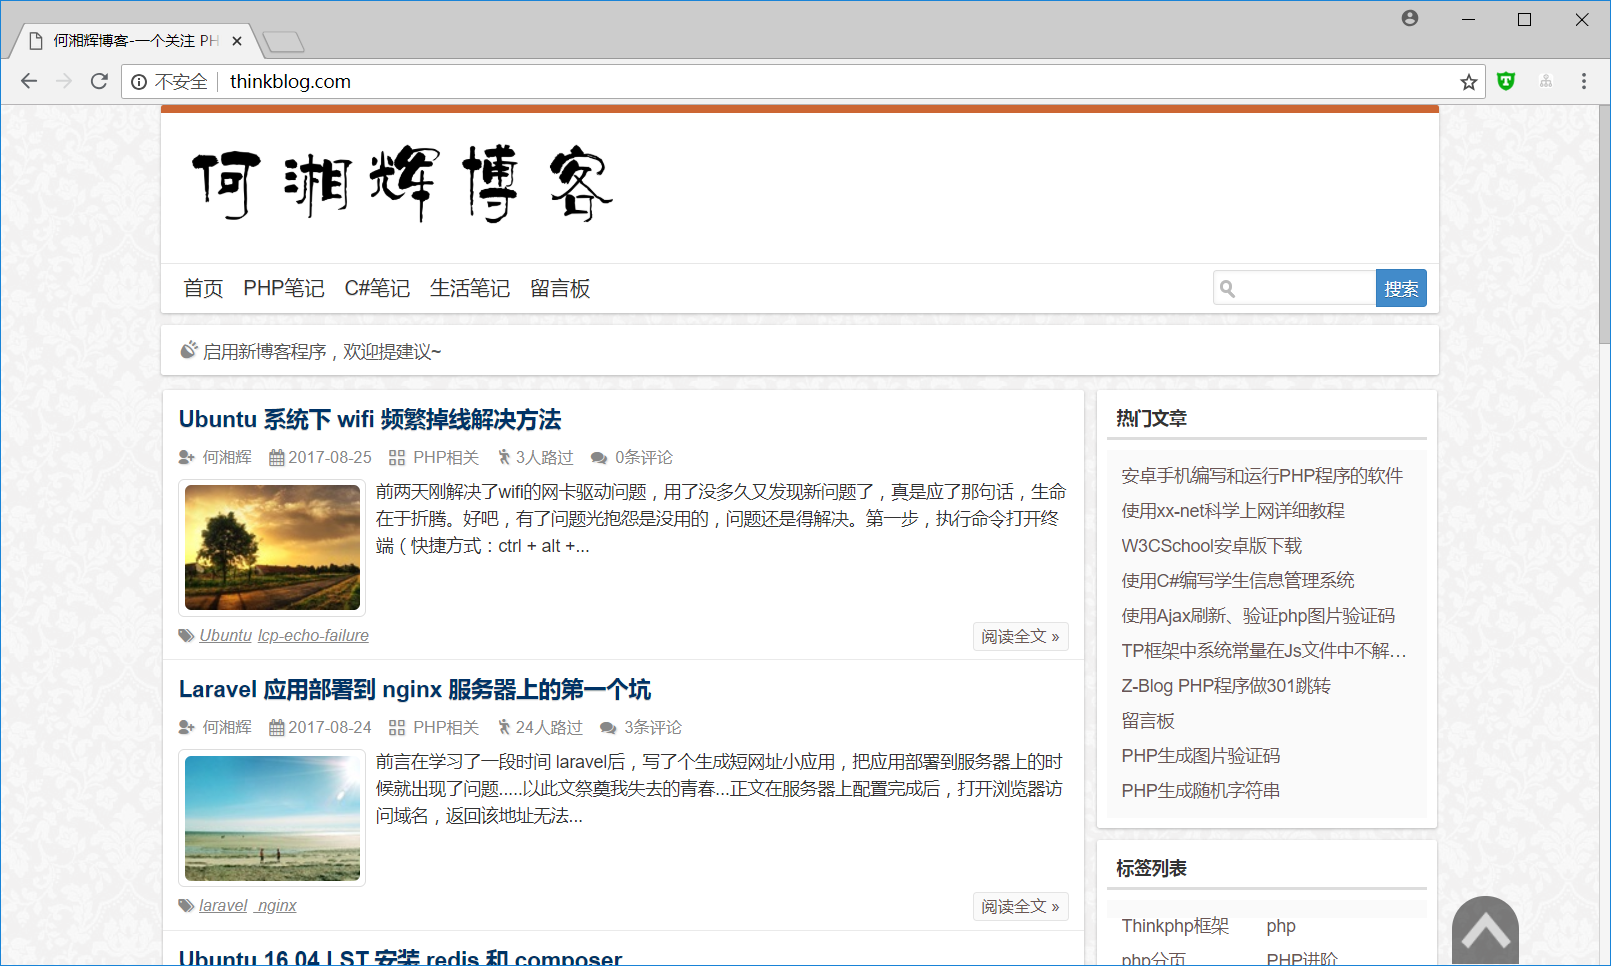 何湘辉博客-一个关注 PH
不安全 thinkblog.com
何湘辉博客
首页 PHP笔记 C#笔记 生活笔记 留言板 搜索
启用新博客程序，欢迎提建议~
Ubuntu 系统下 wifi 频繁掉线解决方法
何湘辉 2017-08-25 PHP相关 3人路过 0条评论
前两天刚解决了wifi的网卡驱动问题，用了没多久又发现新问题了，真是应了那句话，生命
在于折腾。好吧，有了问题光抱怨是没用的，问题还是得解决。第一步，执行命令打开终
端（快捷方式：ctrl + alt +...
Ubuntu lcp-echo-failure
阅读全文 »
Laravel 应用部署到 nginx 服务器上的第一个坑
何湘辉 2017-08-24 PHP相关 24人路过 3条评论
前言在学习了一段时间 laravel后，写了个生成短网址小应用，把应用部署到服务器上的时
候就出现了问题.....以此文祭奠我失去的青春...正文在服务器上配置完成后，打开浏览器访
问域名，返回该地址无法...
laravel nginx
阅读全文 »
Ubuntu 16.04 LST 安装 redis 和 composer
热门文章
安卓手机编写和运行PHP程序的软件
使用xx-net科学上网详细教程
W3CSchool安卓版下载
使用C#编写学生信息管理系统
使用Ajax刷新、验证php图片验证码
TP框架中系统常量在Js文件中不解…
Z-Blog PHP程序做301跳转
留言板
PHP生成图片验证码
PHP生成随机字符串
标签列表
Thinkphp框架 php
php分页 PHP进阶